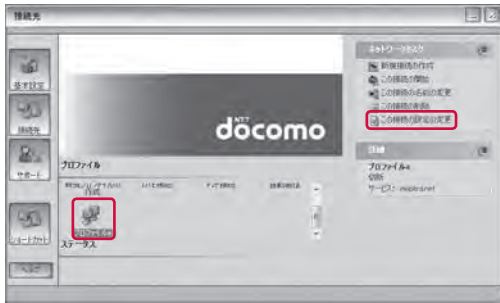 接続先
基本設定
接続先
サポート
ショートカット
ヘルプ
NTT
döcomo
プロファイル
ステータス
ネットワークタスク
新規接続の作成
この接続の開始
この接続の名前の変更
この接続の削除
この接続の設定の変更
詳細
プロファイルa
切断
サービス: mopera net